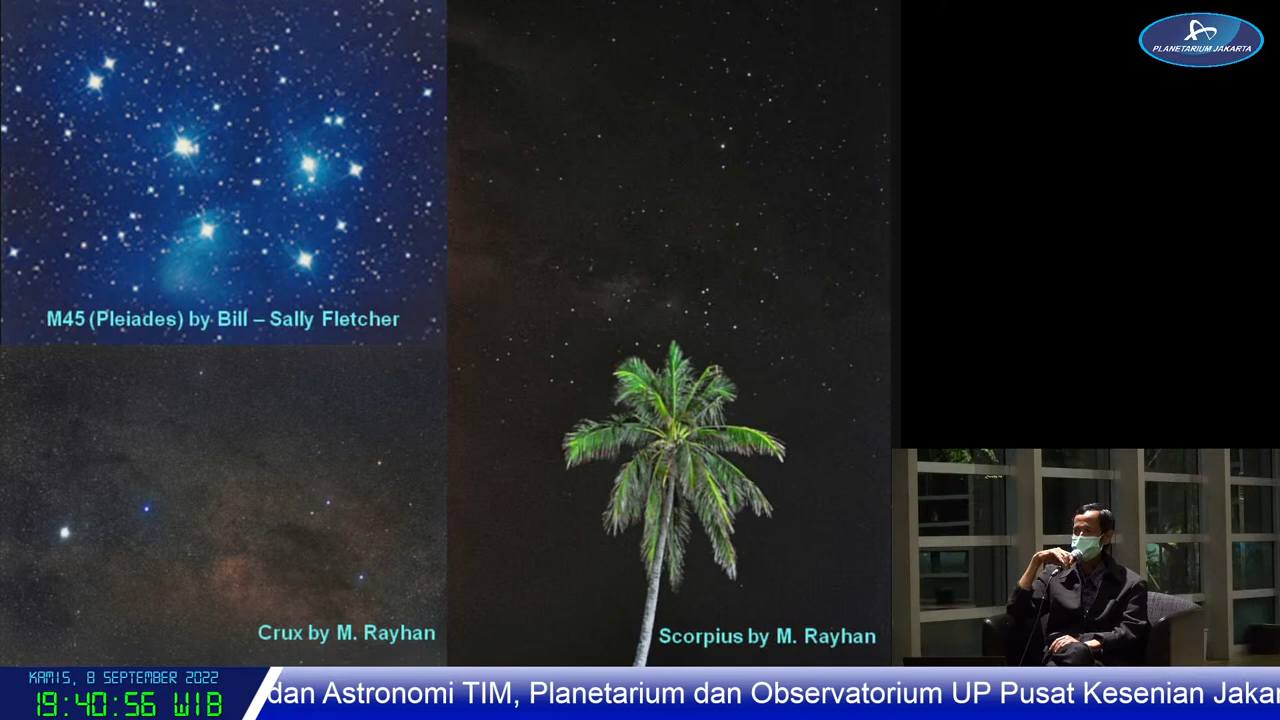 PLANETARIUM JAKARTA
M45 (Pleiades) by Bill – Sally Fletcher
Crux by M. Rayhan
Scorpius by M. Rayhan
KAMIS, 8 SEPTEMBER 2022
19:40:56 WIB
dan Astronomi TIM, Planetarium dan Observatorium UP Pusat Kesenian Jakar